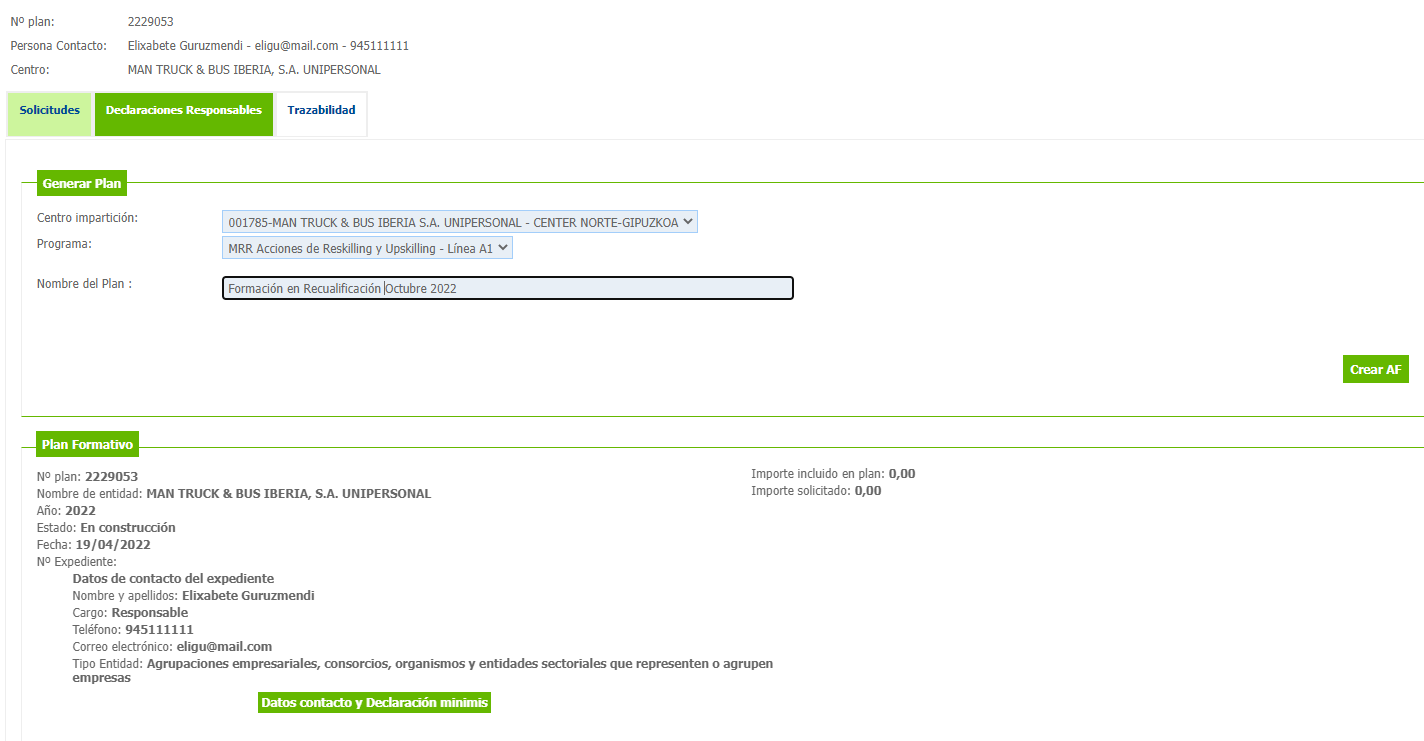 Nº plan: 2229053
Persona Contacto: Elixabete Guruzmendi - eligu@mail.com - 945111111
Centro: MAN TRUCK & BUS IBERIA, S.A. UNIPERSONAL
Solicitudes Declaraciones Responsables Trazabilidad
Generar Plan
Centro impartición: 001785-MAN TRUCK & BUS IBERIA S.A. UNIPERSONAL - CENTER NORTE-GIPUZKOA
Programa: MRR Acciones de Reskilling y Upskilling - Línea A1
Nombre del Plan : Formación en Recualificación Octubre 2022
Crear AF
Plan Formativo
Nº plan: 2229053
Nombre de entidad: MAN TRUCK & BUS IBERIA, S.A. UNIPERSONAL
Año: 2022
Estado: En construcción
Fecha: 19/04/2022
Nº Expediente:
Datos de contacto del expediente
Nombre y apellidos: Elixabete Guruzmendi
Cargo: Responsable
Teléfono: 945111111
Correo electrónico: eligu@mail.com
Tipo Entidad: Agrupaciones empresariales, consorcios, organismos y entidades sectoriales que representen o agrupen
empresas
Importe incluido en plan: 0,00
Importe solicitado: 0,00
Datos contacto y Declaración minimis